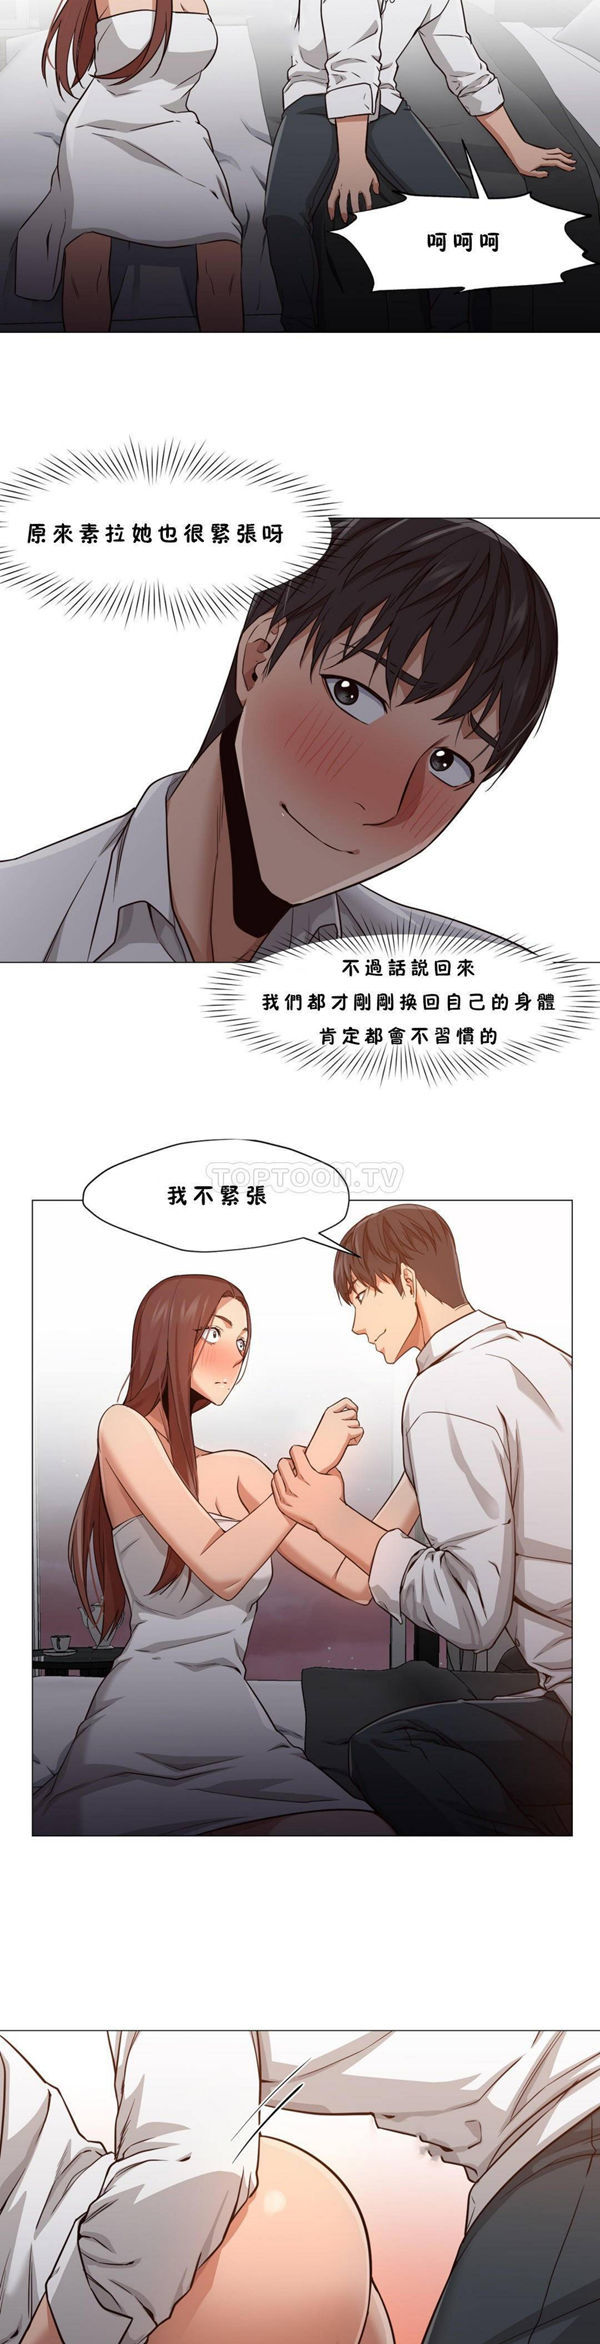 呵呵呵
原來素拉她也很緊張呀
不過話說回來
我們都才剛剛換回自己的身體
肯定都會不習慣的
TOPTOON.TV
我不緊張